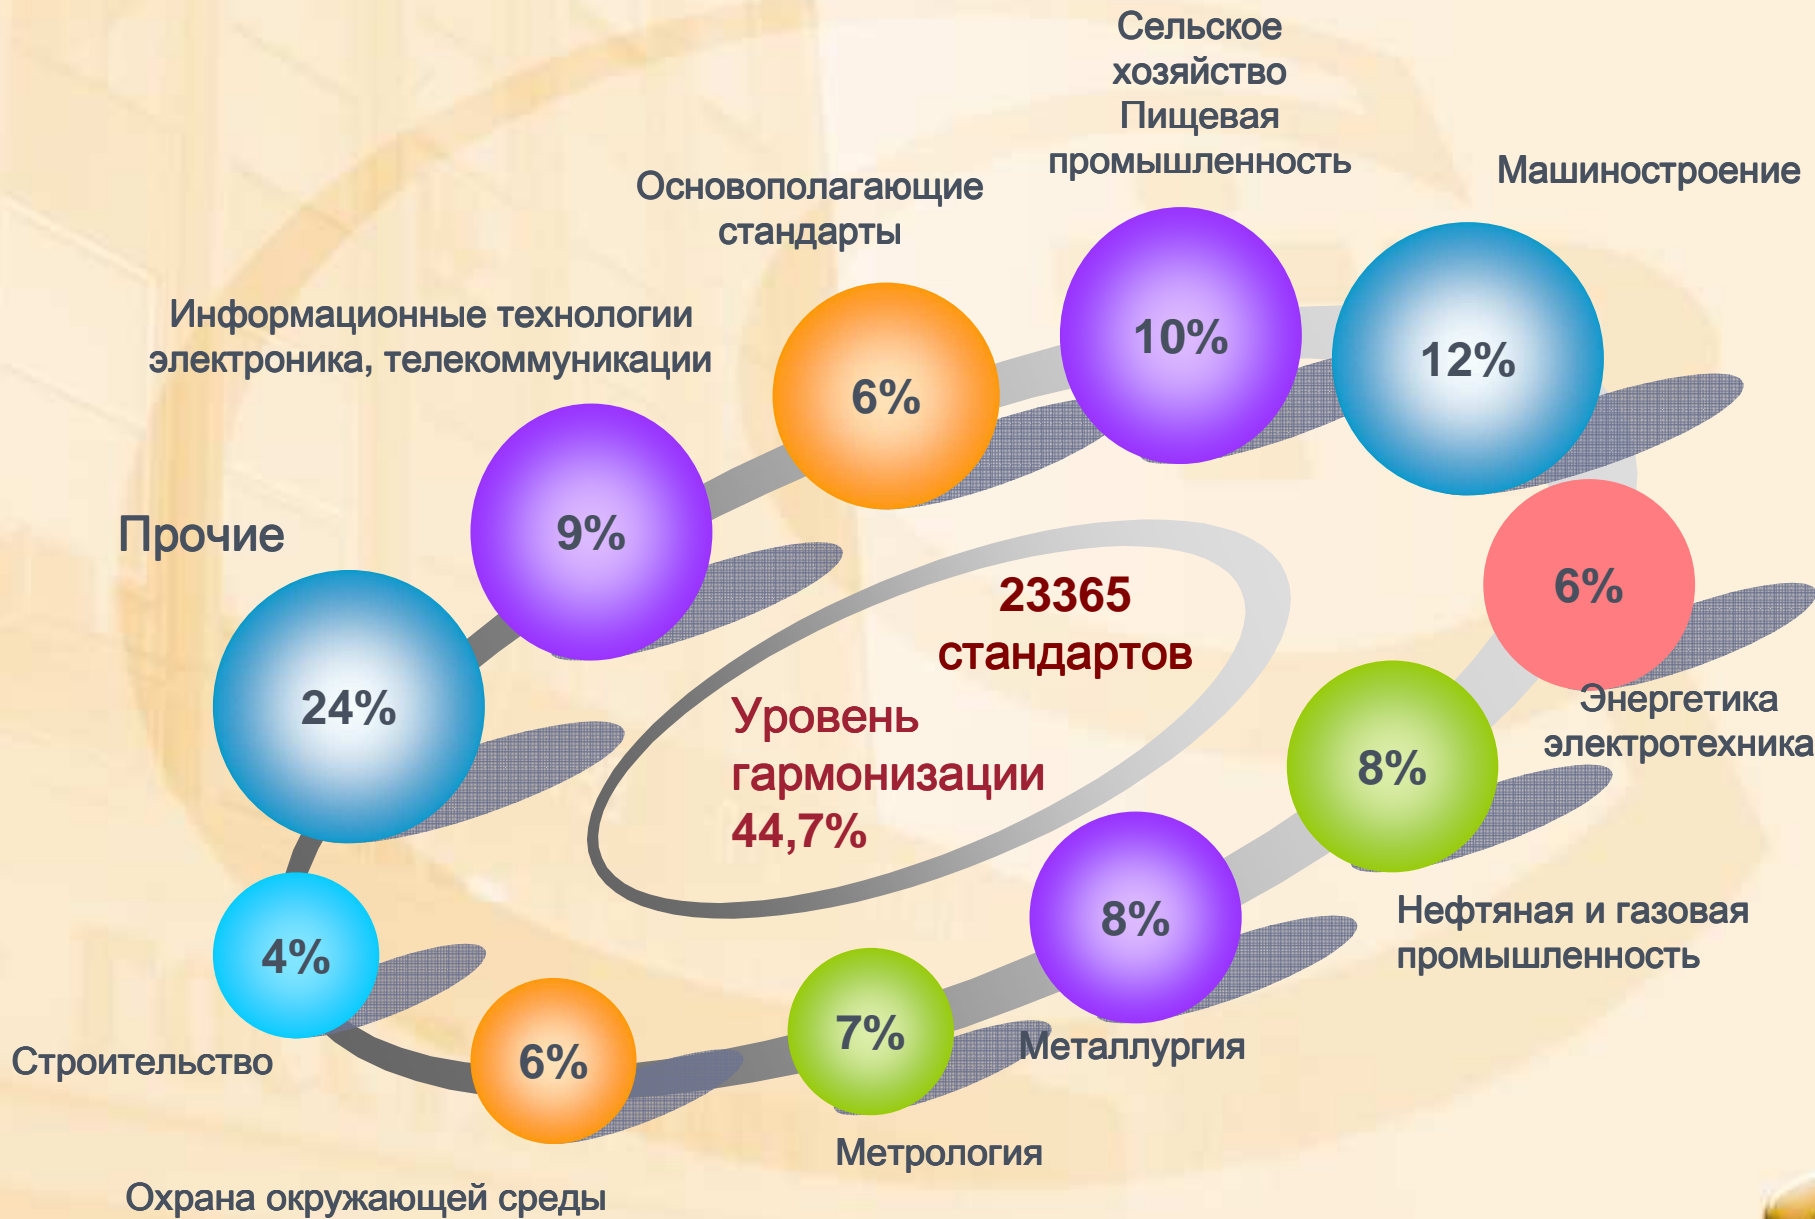 Сельское
хозяйство
Пищевая
промышленность
Машиностроение
Основополагающие
стандарты
Информационные технологии
электроника, телекоммуникации
10%
12%
6%
9%
Прочие
6%
23365
стандартов
24%
Уровень
гармонизации
44,7%
Энергетика
электротехника
8%
8%
Нефтяная и газовая
промышленность
4%
7%
Металлургия
6%
Строительство
Метрология
Охрана окружающей среды